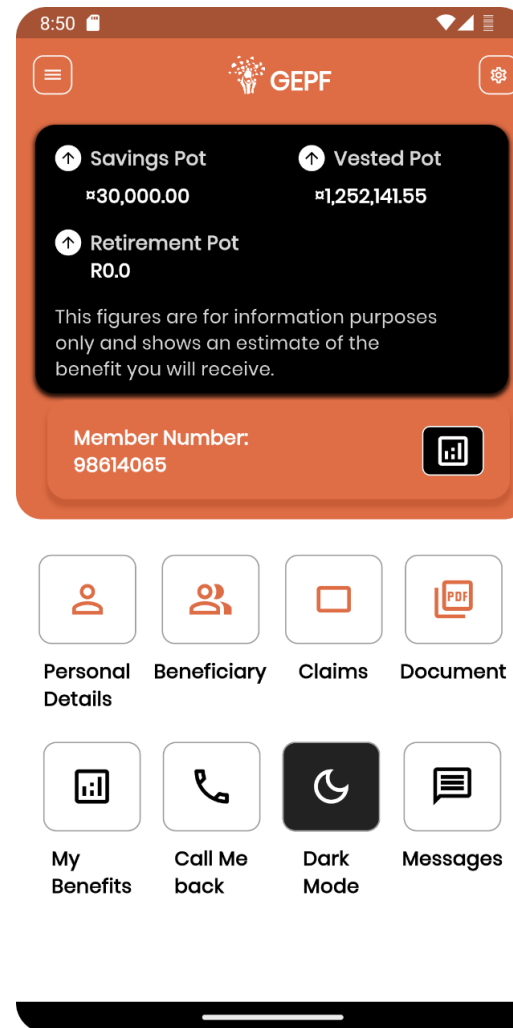 8:50
GEPF
Savings Pot
Vested Pot
¤30,000.00
¤1,252,141.55
Retirement Pot
R0.0
This figures are for information purposes
only and shows an estimate of the
benefit you will receive.
Member Number:
98614065
PDF
Personal
Details
Beneficiary
Claims
Document
My
Benefits
Call Me
back
Dark
Mode
Messages